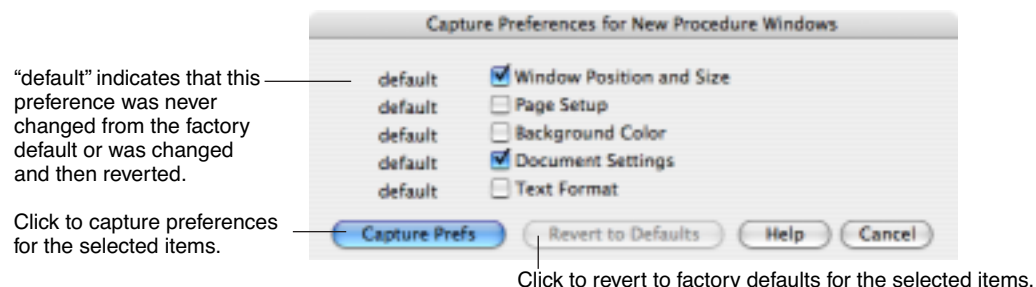 Capture Preferences for New Procedure Windows
“default” indicates that this
preference was never
changed from the factory
default or was changed
and then reverted.
default Window Position and Size
default Page Setup
default Background Color
default Document Settings
default Text Format
Click to capture preferences
for the selected items.
Capture Prefs Revert to Defaults Help Cancel
Click to revert to factory defaults for the selected items.